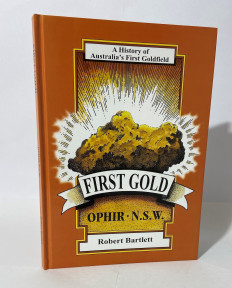 A History of
Australia's First Goldfield
FIRST GOLD
OPHIR · N.S.W.
Robert Bartlett